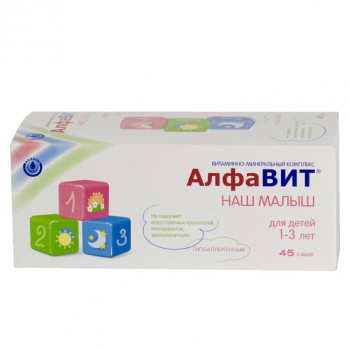 ВИТАМИННО-МИНЕРАЛЬНЫЙ КОМПЛЕКС
АлфаВИТ®
НАШ МАЛЫШ
для детей
1-3 лет
Не содержит
искусственных красителей,
консервантов,
ароматизаторов
ГИПОАЛЛЕРГЕННЫЙ
45 саше
1
2
3